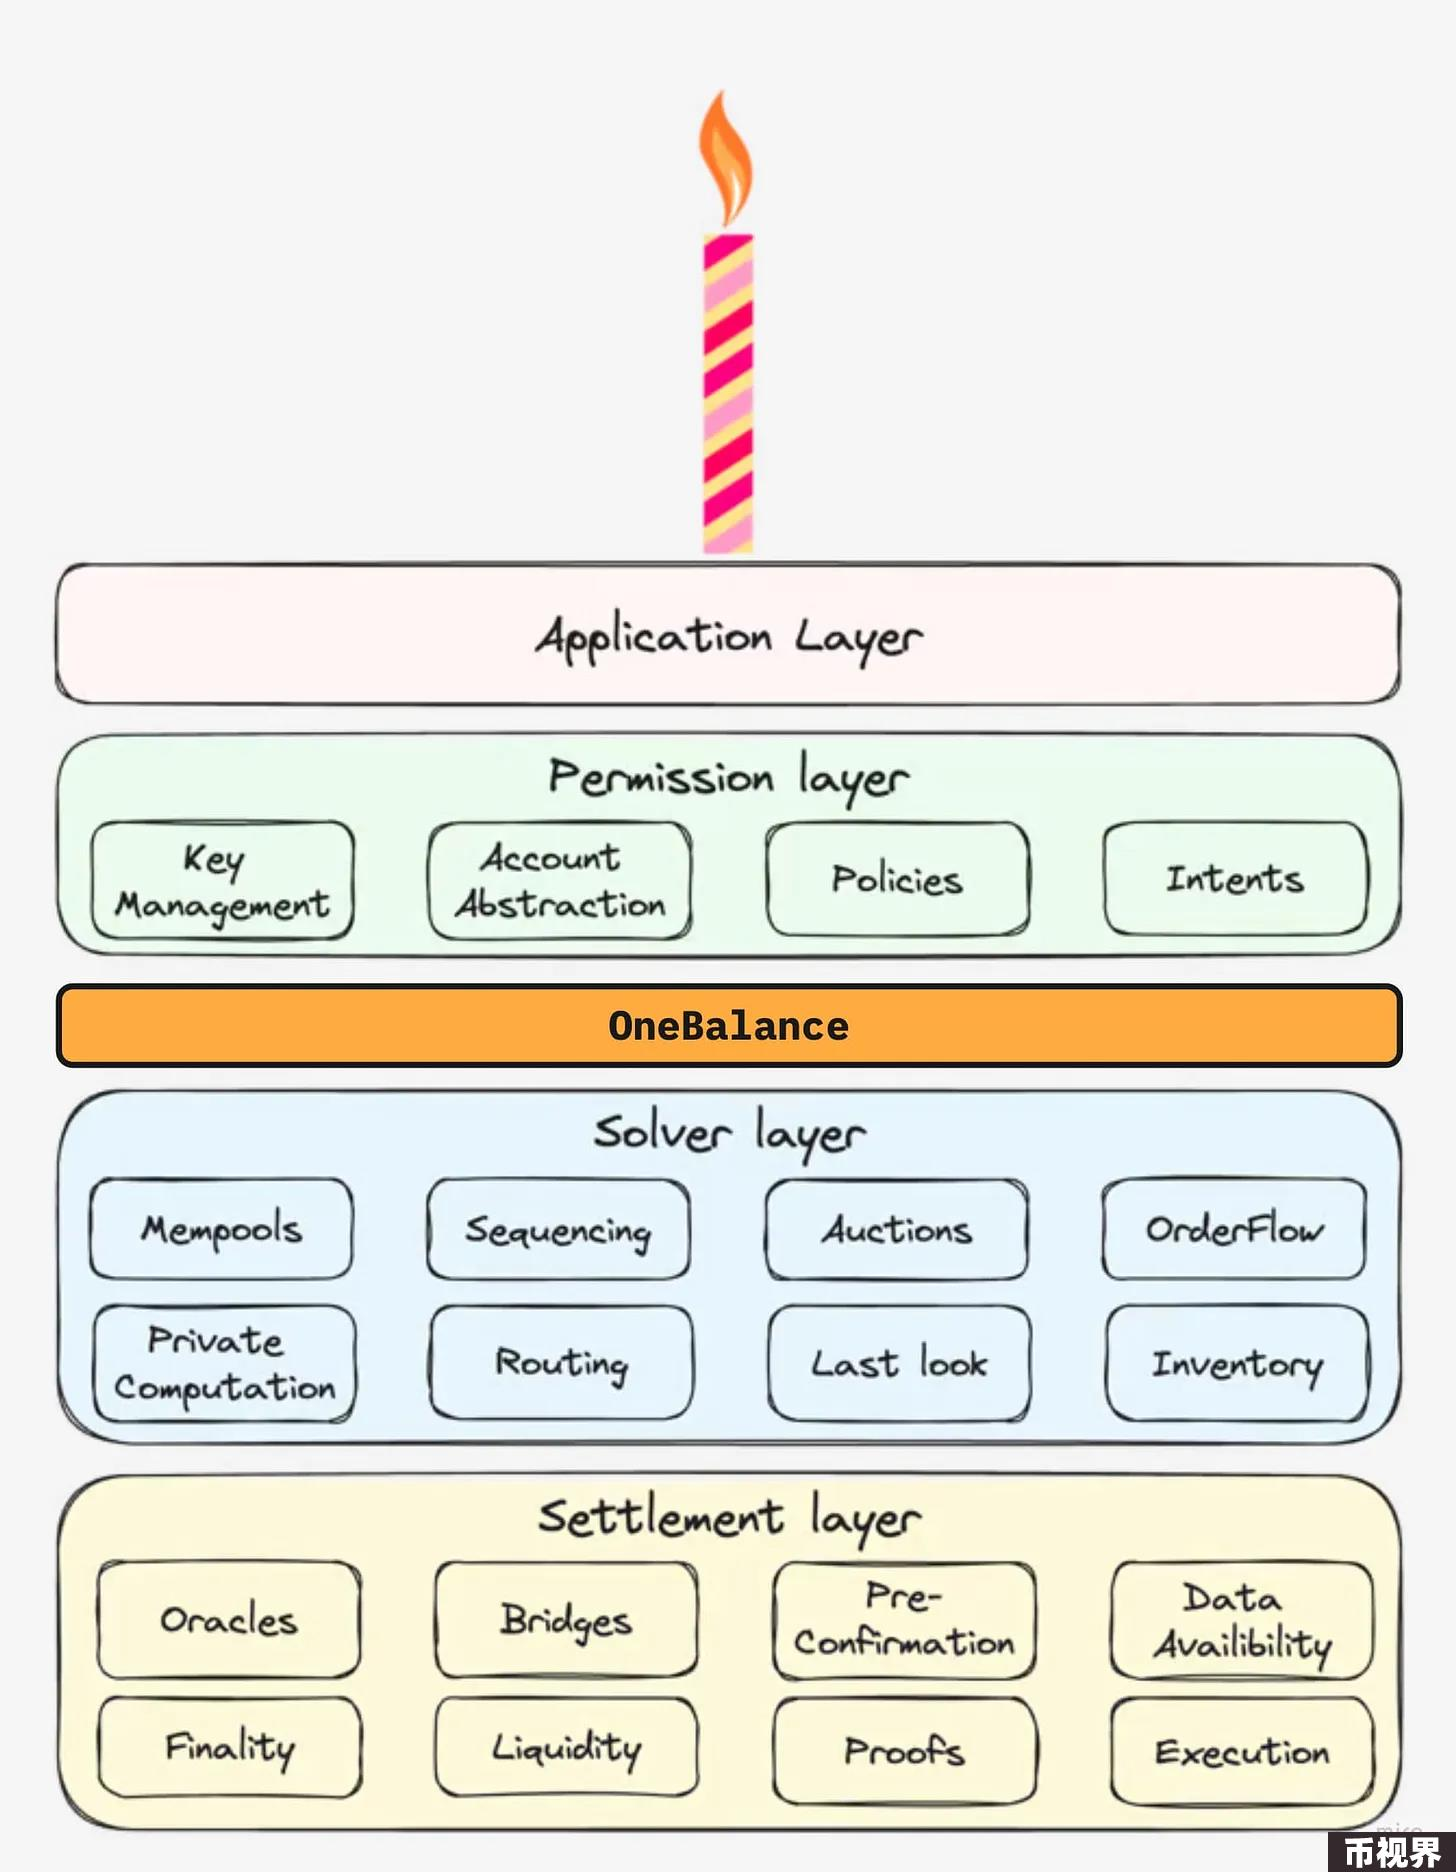 Application Layer
Permission layer
Key
Management
Account
Abstraction
Policies
Intents
OneBalance
Solver layer
Mempools
Sequencing
Auctions
OrderFlow
Private
Computation
Routing
Last look
Inventory
Settlement layer
Oracles
Bridges
Pre-
Confirmation
Data
Availibility
Finality
Liquidity
Proofs
Execution
miro
币视界